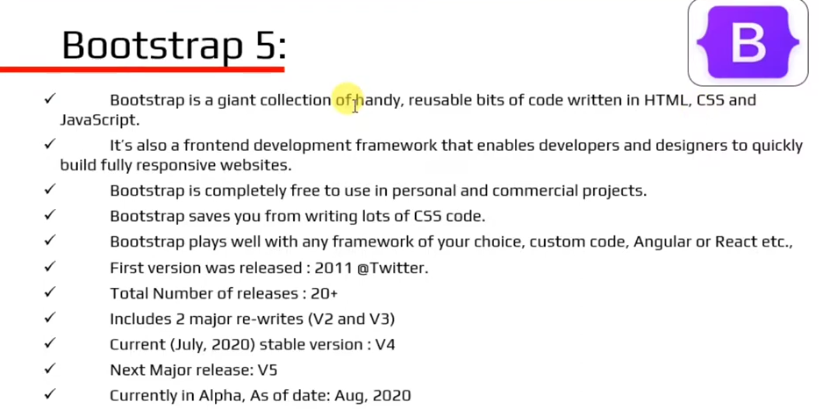 Bootstrap 5:
B
✓ Bootstrap is a giant collection of handy, reusable bits of code written in HTML, CSS and
JavaScript.
✓ It's also a frontend development framework that enables developers and designers to quickly
build fully responsive websites.
✓ Bootstrap is completely free to use in personal and commercial projects.
✓ Bootstrap saves you from writing lots of CSS code.
✓ Bootstrap plays well with any framework of your choice, custom code, Angular or React etc.,
✓ First version was released : 2011 @Twitter.
✓ Total Number of releases : 20+
✓ Includes 2 major re-writes (V2 and V3)
✓ Current (July, 2020) stable version : V4
✓ Next Major release: V5
✓ Currently in Alpha, As of date: Aug, 2020